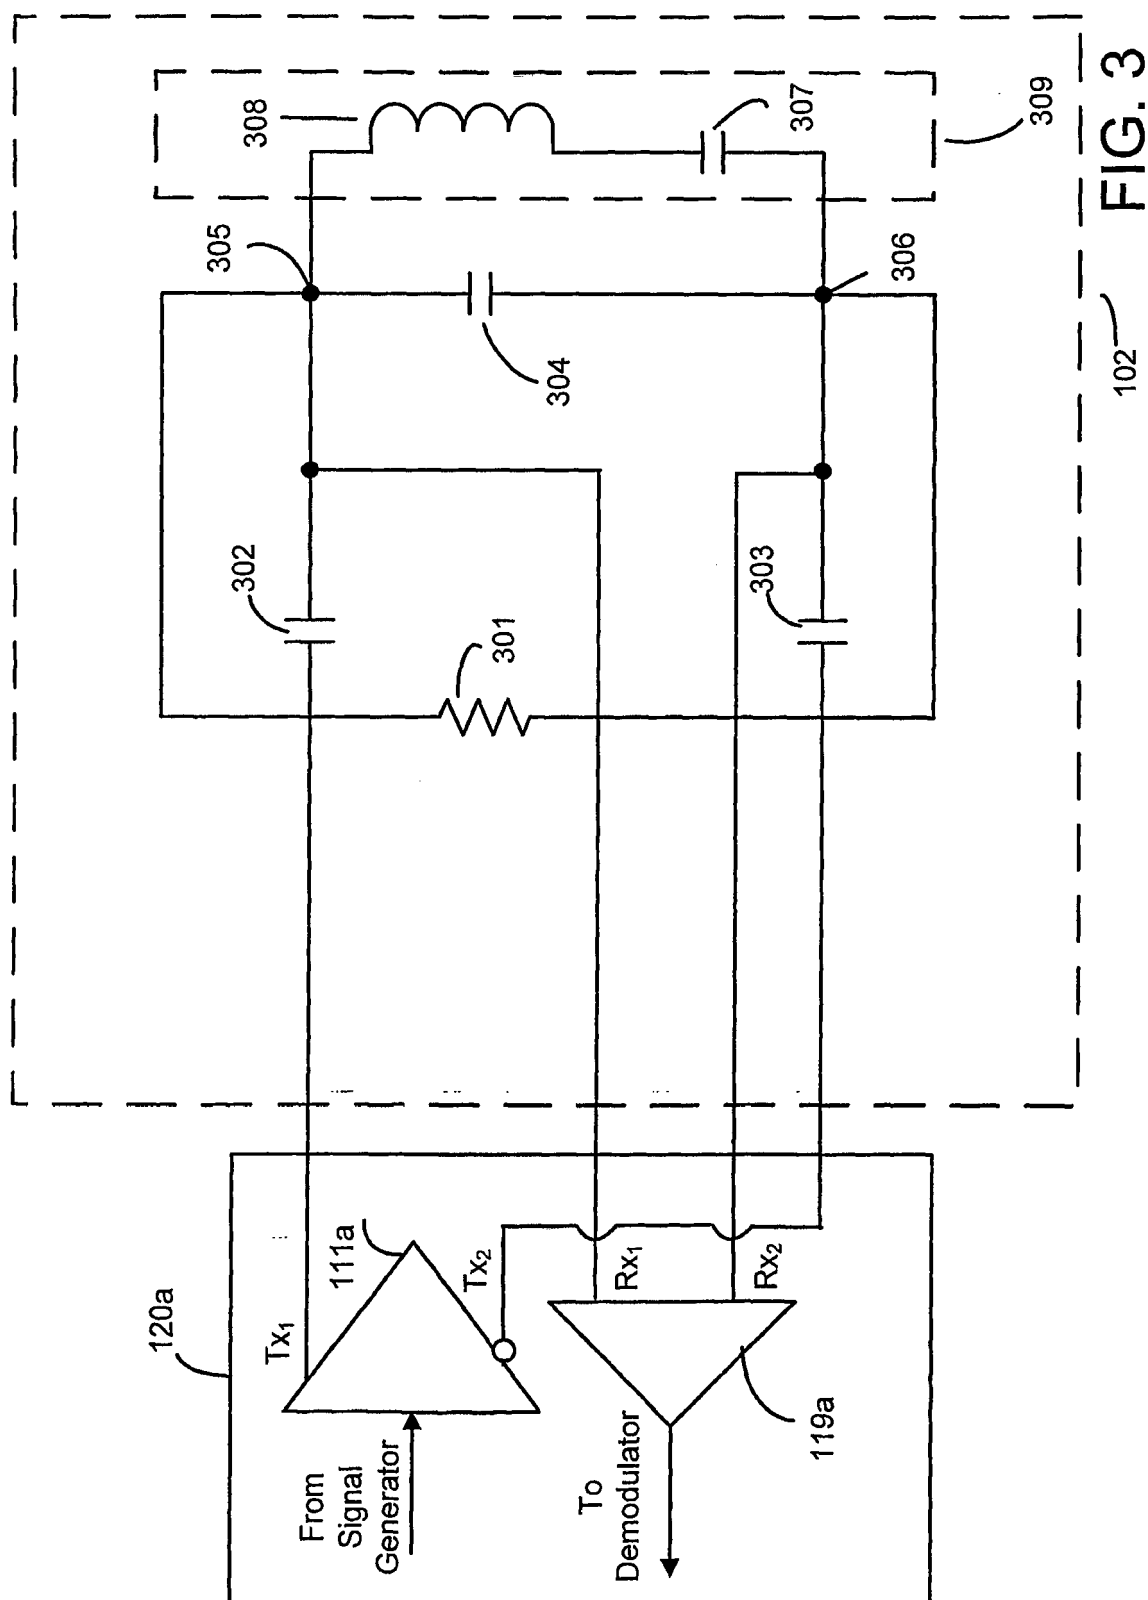 120a
From
Signal
Generator
Tx1
111a
Tx2
To
Demodulator
Rx1
Rx2
119a
302
301
303
305
304
306
308
307
309
102
FIG. 3